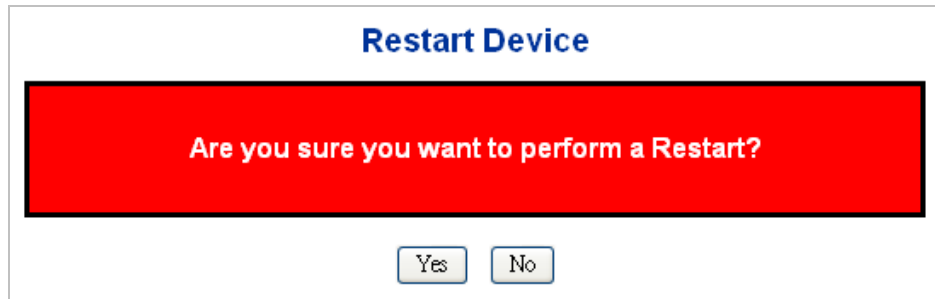 Restart Device
Are you sure you want to perform a Restart?
Yes No